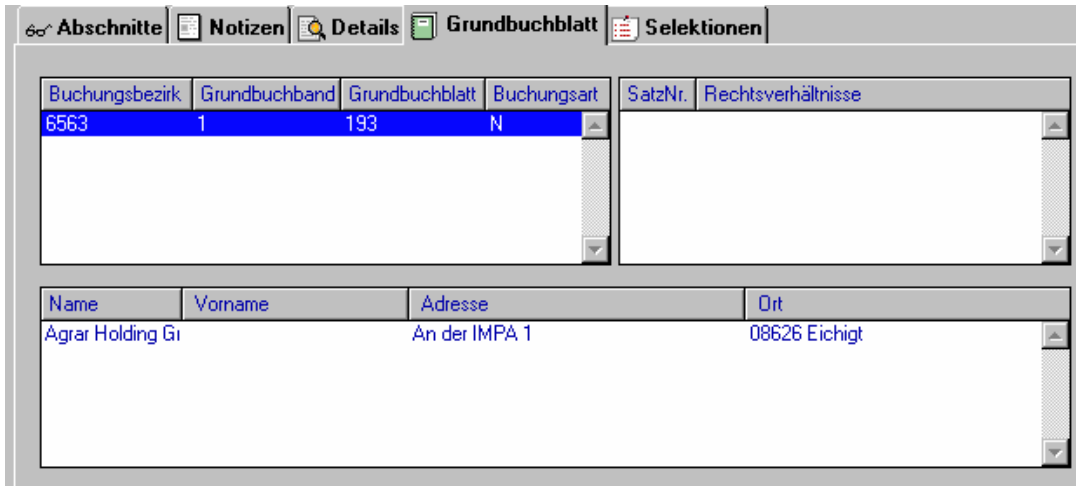 Abschnitte Notizen Details Grundbuchblatt Selektionen
Buchungsbezirk Grundbuchband Grundbuchblatt Buchungsart SatzNr. Rechtsverhältnisse
6563 1 193 N
Name Vorname Adresse Ort
Agrar Holding Gr An der IMPA 1 08626 Eichigt